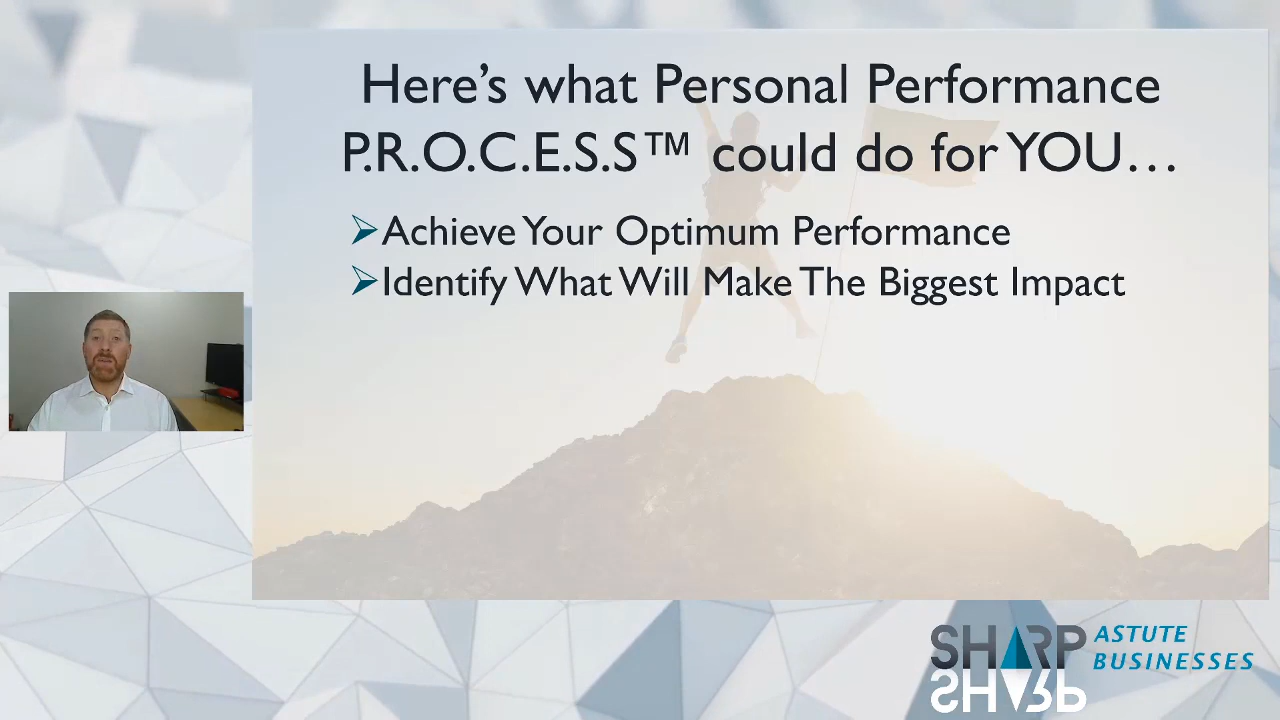 Here's what Personal Performance
P.R.O.C.E.S.S™ could do for YOU…
➢Achieve Your Optimum Performance
➢Identify What Will Make The Biggest Impact
SHARP ASTUTE
BUSINESSES
SHARP